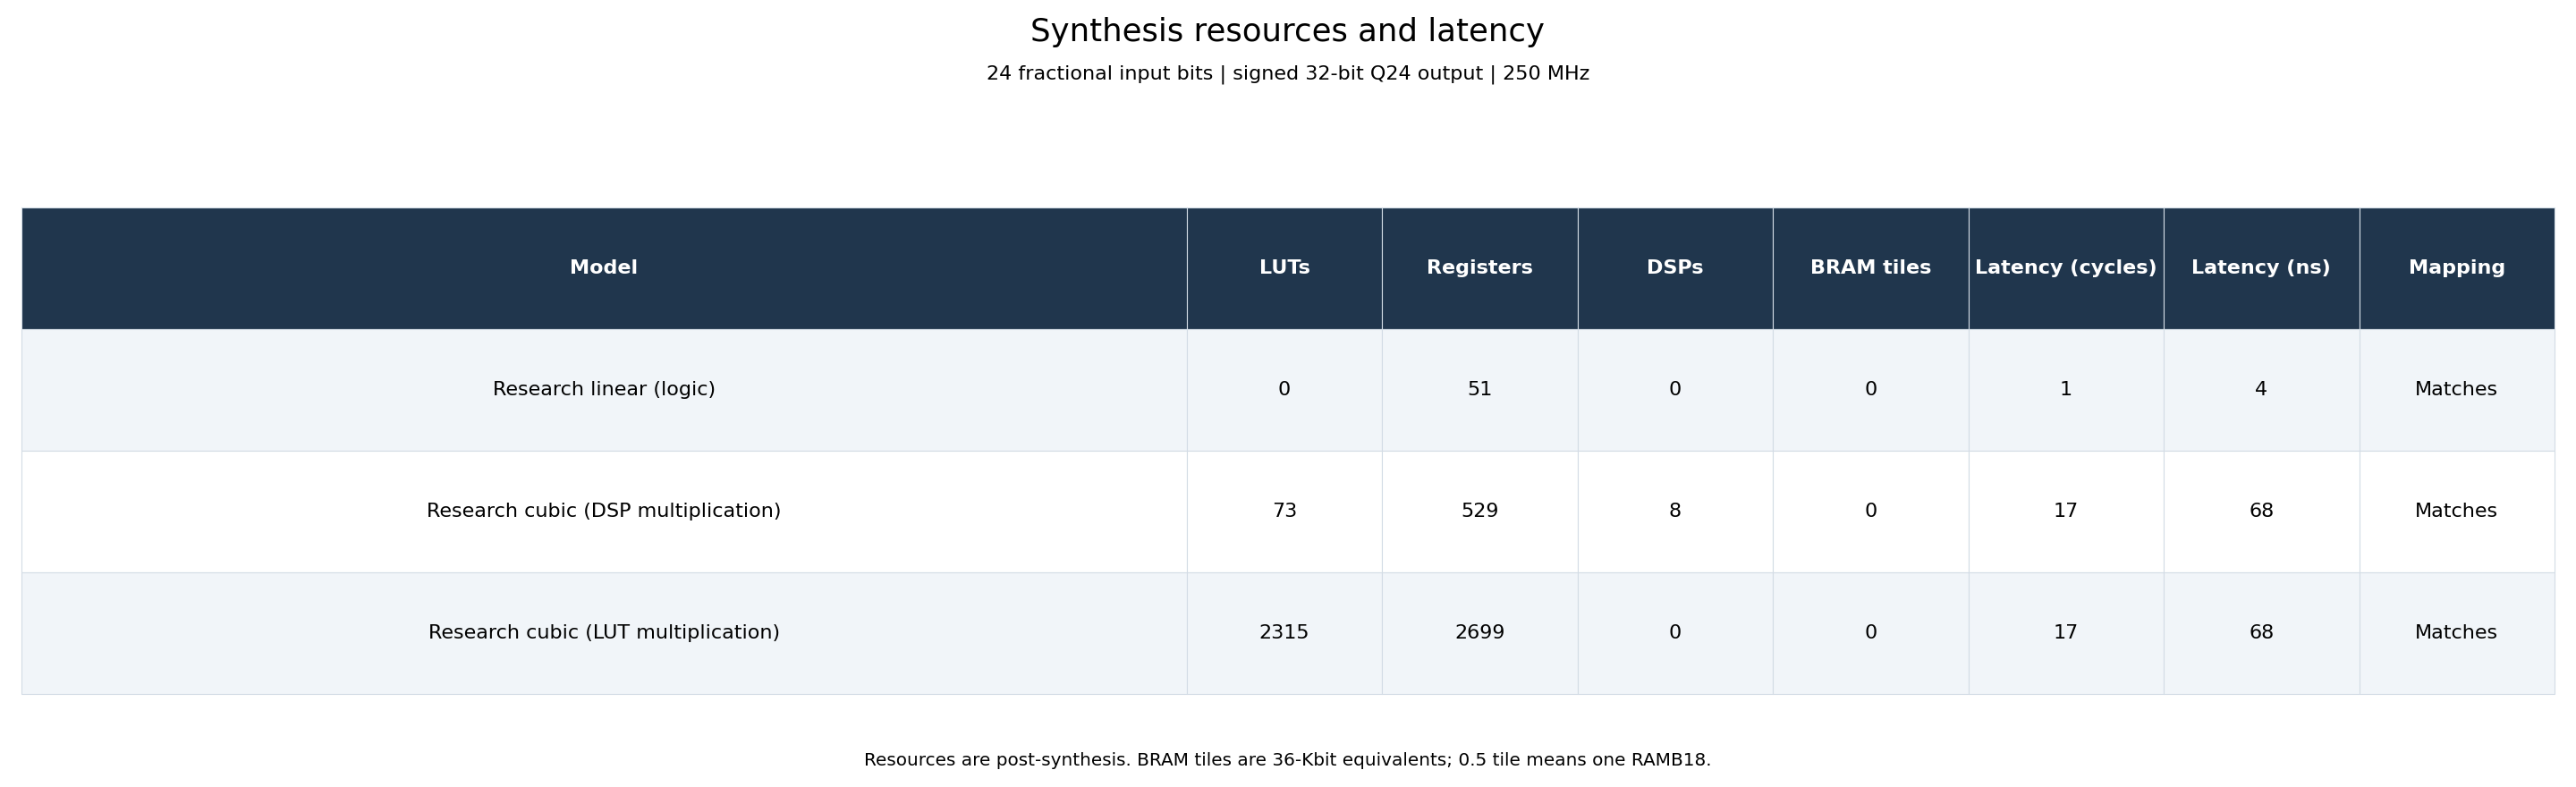 Synthesis resources and latency
24 fractional input bits | signed 32-bit Q24 output | 250 MHz
Model LUTs Registers DSPs BRAM tiles Latency (cycles) Latency (ns) Mapping
Research linear (logic) 0 51 0 0 1 4 Matches
Research cubic (DSP multiplication) 73 529 8 0 17 68 Matches
Research cubic (LUT multiplication) 2315 2699 0 0 17 68 Matches
Resources are post-synthesis. BRAM tiles are 36-Kbit equivalents; 0.5 tile means one RAMB18.